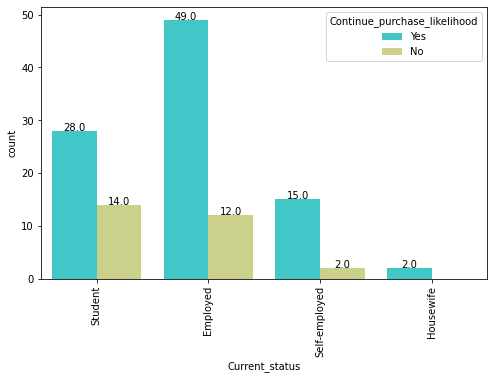 Continue_purchase_likelihood
Yes
No
count
50
40
30
20
10
0
28.0
14.0
49.0
12.0
15.0
2.0
2.0
Student
Employed
Self-employed
Housewife
Current_status